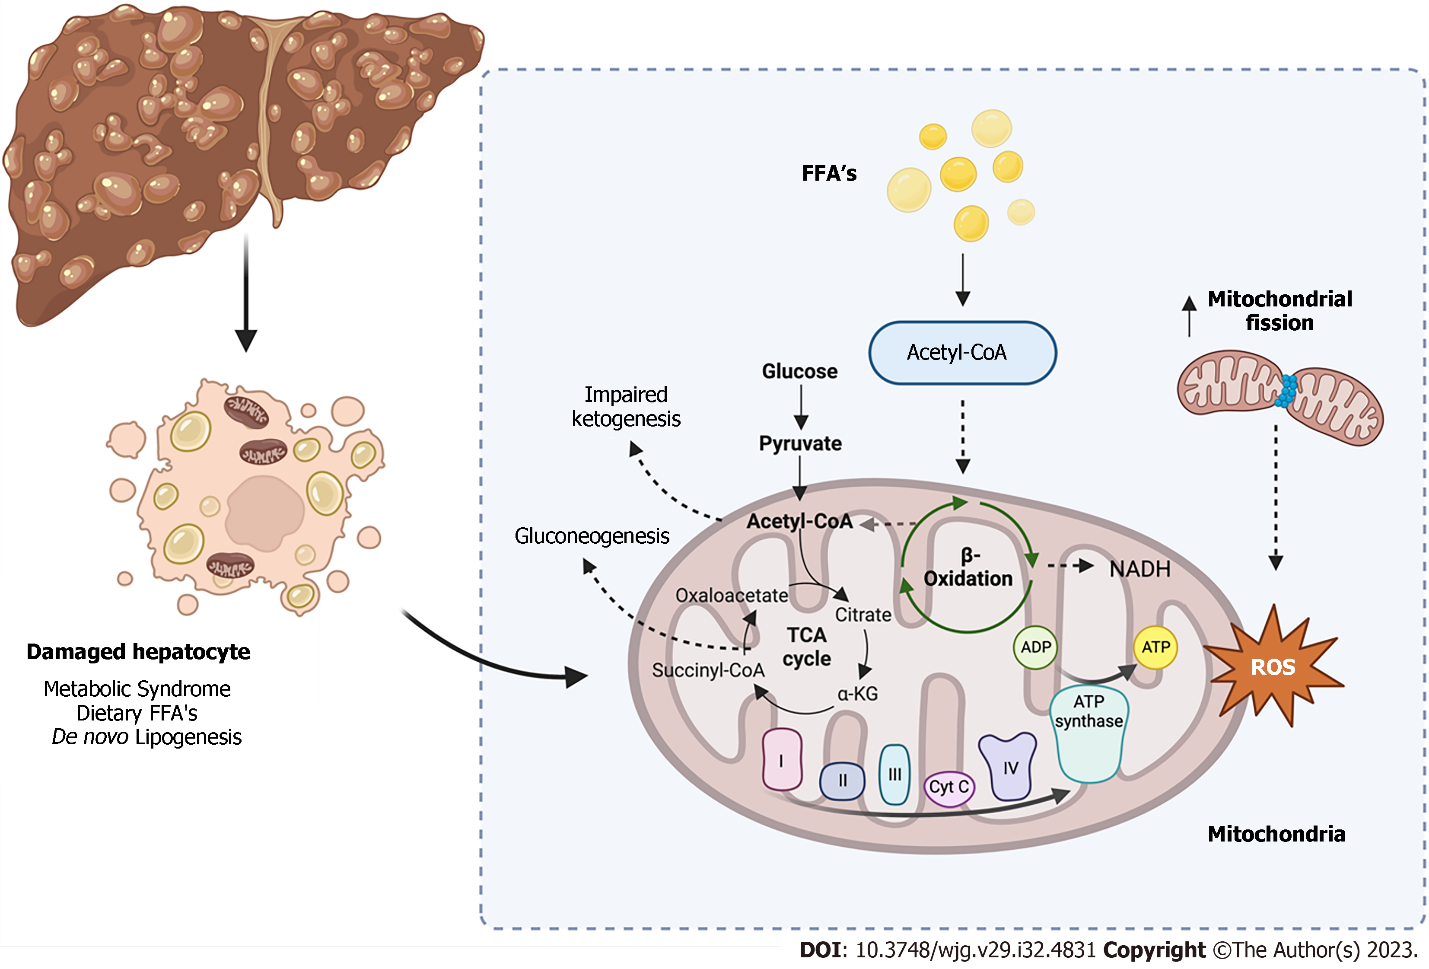 FFA's
Acetyl-CoA
Mitochondrial
fission
Glucose
Impaired
ketogenesis
Pyruvate
Acetyl-CoA
Gluconeogenesis
β-
Oxidation
NADH
Oxaloacetate
Citrate
TCA
cycle
Succinyl-CoA
α-KG
ADP
ATP
ROS
ATP
synthase
I
II
III
Cyt C
IV
Damaged hepatocyte
Metabolic Syndrome
Dietary FFA's
De novo Lipogenesis
Mitochondria
DOI: 10.3748/wjg.v29.i32.4831 Copyright ©The Author(s) 2023.